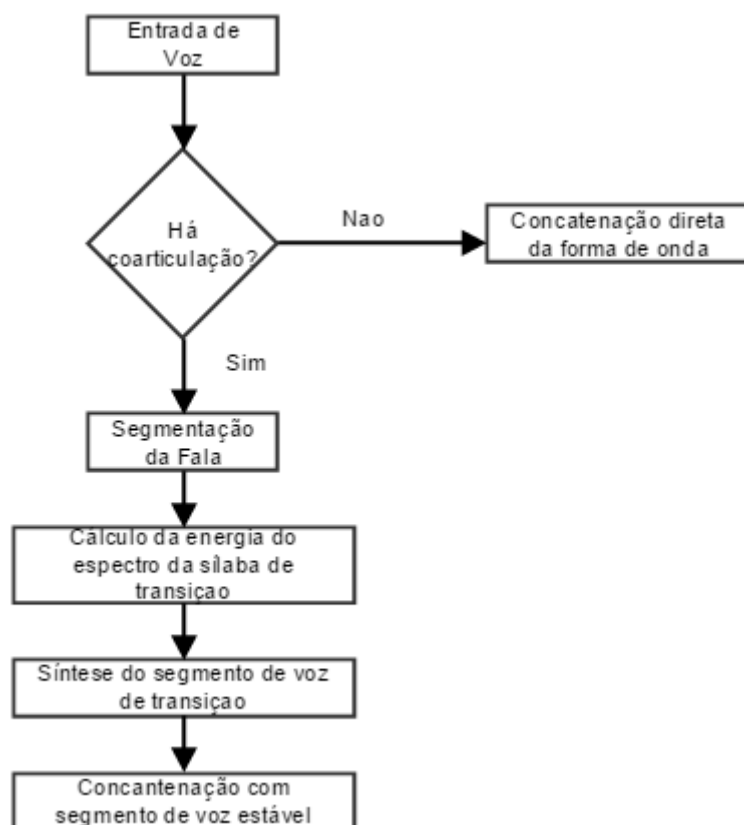 Entrada de
Voz
Há
coarticulação?
Nao
Concatenação direta
da forma de onda
Sim
Segmentação
da Fala
Cálculo da energia do
espectro da sílaba de
transiçao
Síntese do segmento de voz
de transiçao
Concantenação com
segmento de voz estável